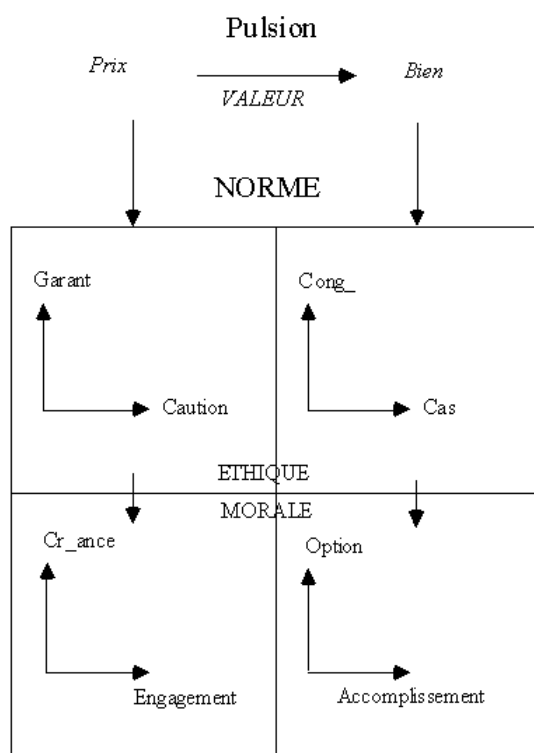 Pulsion
Prix
Bien
VALEUR
NORME
Garant
Cong_
Caution
Cas
ETHIQUE
MORALE
Cr_ance
Option
Engagement
Accomplissement